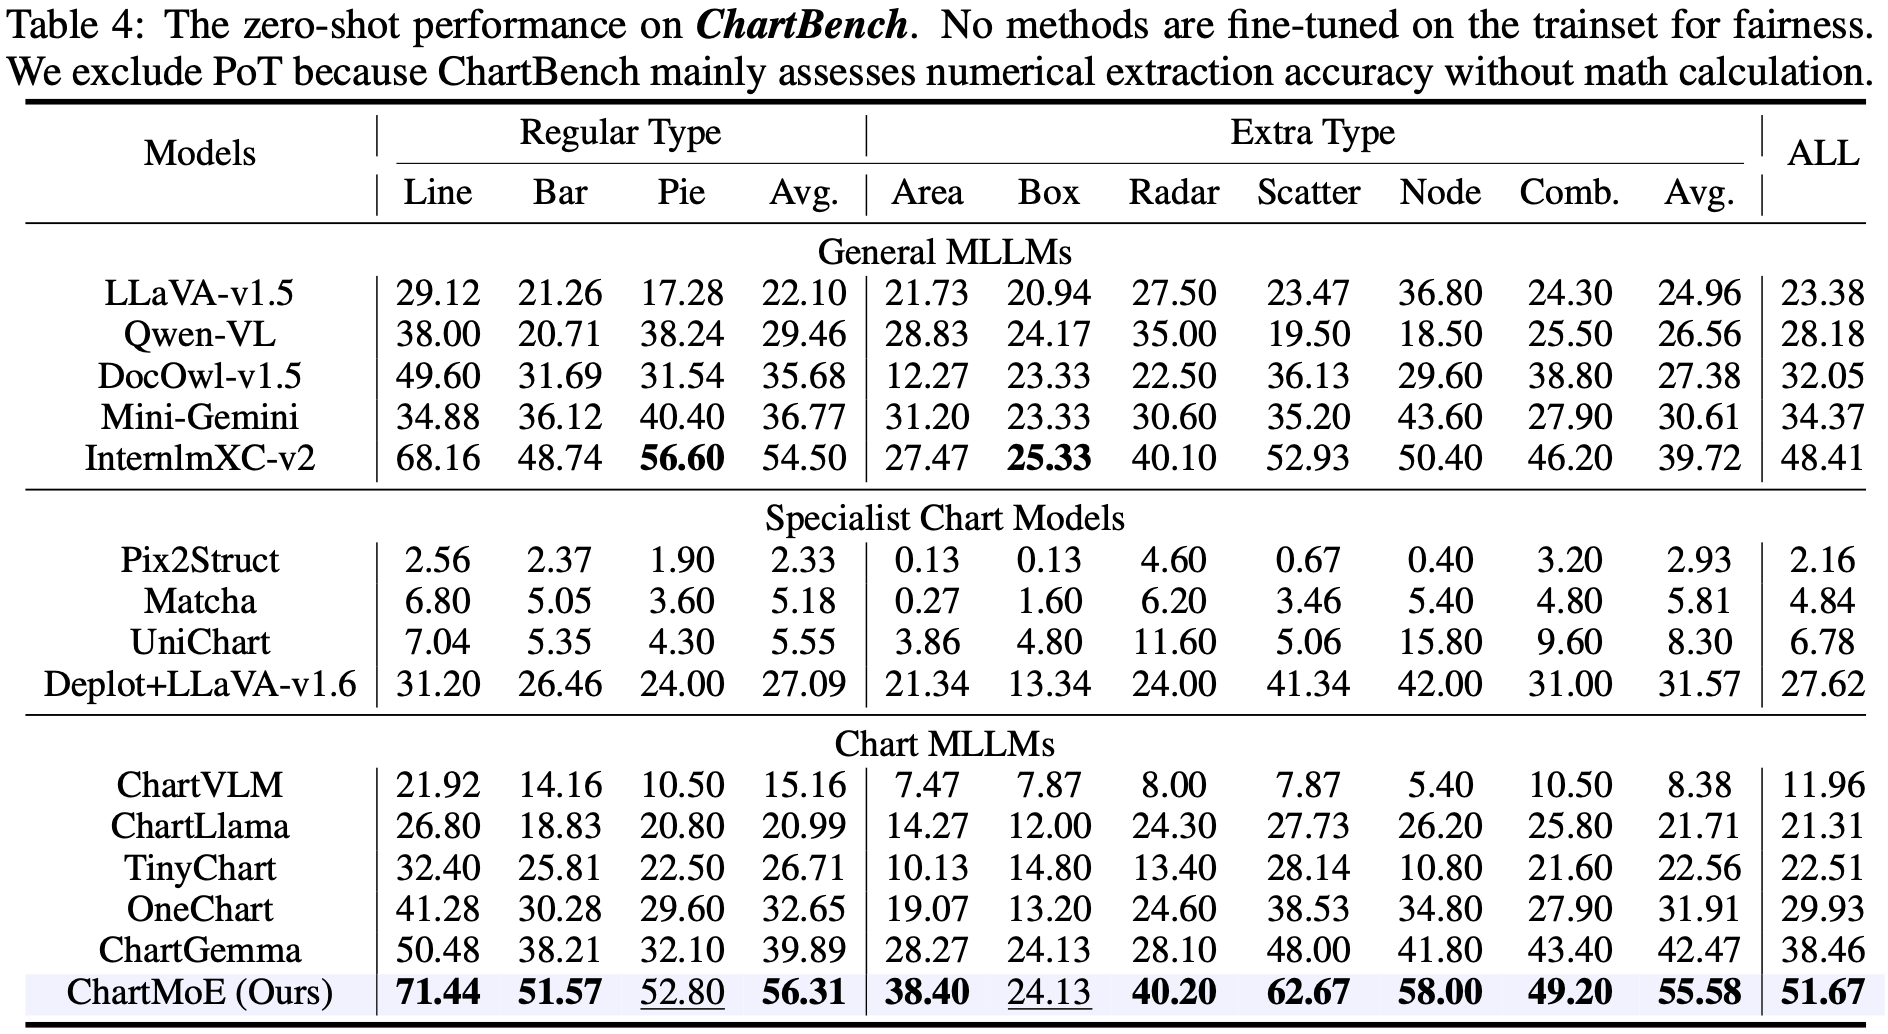 Table 4: The zero-shot performance on ChartBench. No methods are fine-tuned on the trainset for fairness.
We exclude PoT because ChartBench mainly assesses numerical extraction accuracy without math calculation.
Models Regular Type Extra Type ALL
Line Bar Pie Avg. Area Box Radar Scatter Node Comb. Avg.
General MLLMs
LLaVA-v1.5 29.12 21.26 17.28 22.10 21.73 20.94 27.50 23.47 36.80 24.30 24.96 23.38
Qwen-VL 38.00 20.71 38.24 29.46 28.83 24.17 35.00 19.50 18.50 25.50 26.56 28.18
DocOwl-v1.5 49.60 31.69 31.54 35.68 12.27 23.33 22.50 36.13 29.60 38.80 27.38 32.05
Mini-Gemini 34.88 36.12 40.40 36.77 31.20 23.33 30.60 35.20 43.60 27.90 30.61 34.37
InternlmXC-v2 68.16 48.74 56.60 54.50 27.47 25.33 40.10 52.93 50.40 46.20 39.72 48.41
Specialist Chart Models
Pix2Struct 2.56 2.37 1.90 2.33 0.13 0.13 4.60 0.67 0.40 3.20 2.93 2.16
Matcha 6.80 5.05 3.60 5.18 0.27 1.60 6.20 3.46 5.40 4.80 5.81 4.84
UniChart 7.04 5.35 4.30 5.55 3.86 4.80 11.60 5.06 15.80 9.60 8.30 6.78
Deplot+LLaVA-v1.6 31.20 26.46 24.00 27.09 21.34 13.34 24.00 41.34 42.00 31.00 31.57 27.62
Chart MLLMs
ChartVLM 21.92 14.16 10.50 15.16 7.47 7.87 8.00 7.87 5.40 10.50 8.38 11.96
ChartLlama 26.80 18.83 20.80 20.99 14.27 12.00 24.30 27.73 26.20 25.80 21.71 21.31
TinyChart 32.40 25.81 22.50 26.71 10.13 14.80 13.40 28.14 10.80 21.60 22.56 22.51
OneChart 41.28 30.28 29.60 32.65 19.07 13.20 24.60 38.53 34.80 27.90 31.91 29.93
ChartGemma 50.48 38.21 32.10 39.89 28.27 24.13 28.10 48.00 41.80 43.40 42.47 38.46
ChartMoE (Ours) 71.44 51.57 52.80 56.31 38.40 24.13 40.20 62.67 58.00 49.20 55.58 51.67